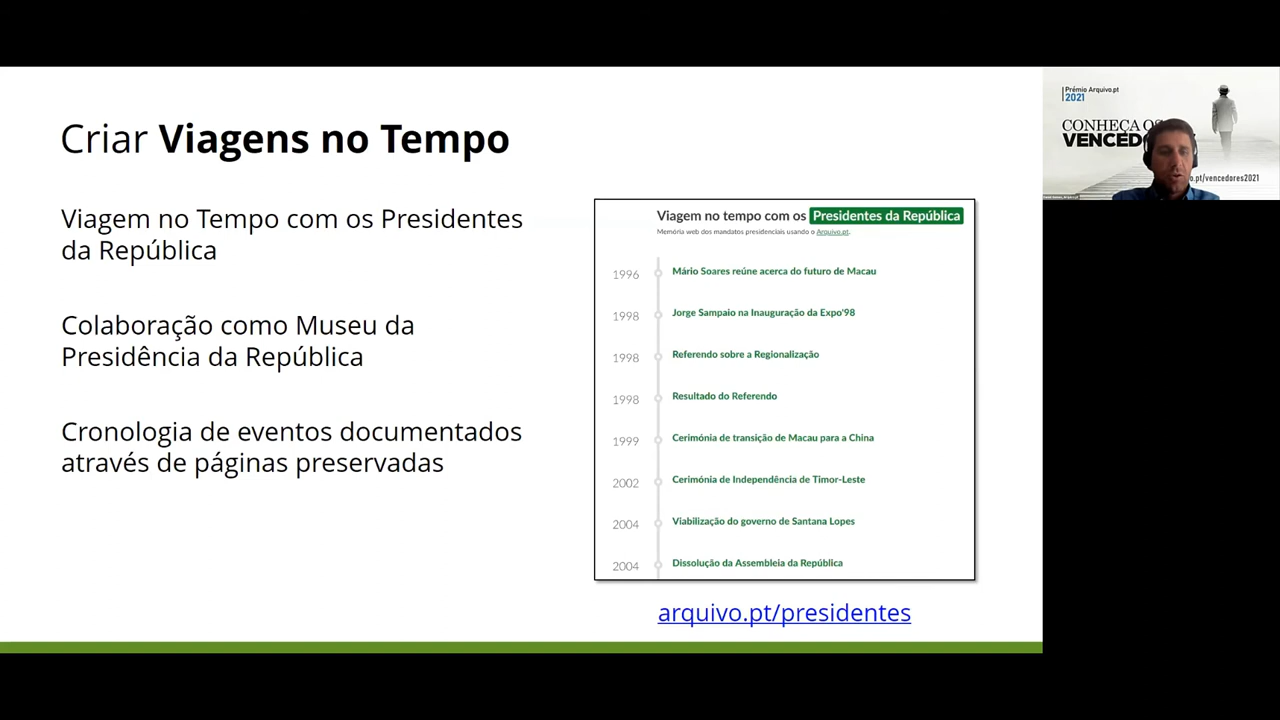 Criar Viagens no Tempo
Viagem no Tempo com os Presidentes
da República
Colaboração como Museu da
Presidência da República
Cronologia de eventos documentados
através de páginas preservadas
Viagem no tempo com os Presidentes da República
Memória web dos mandatos presidenciais usando o Arquivo.pt.
1996 Mário Soares reúne acerca do futuro de Macau
1998 Jorge Sampaio na Inauguração da Expo'98
1998 Referendo sobre a Regionalização
1998 Resultado do Referendo
1999 Cerimónia de transição de Macau para a China
2002 Cerimónia de Independência de Timor-Leste
2004 Viabilização do governo de Santana Lopes
2004 Dissolução da Assembleia da República
arquivo.pt/presidentes
Prémio Arquivo.pt
2021
CONHEÇA OS
VENCED
o.pt/vencedores2021